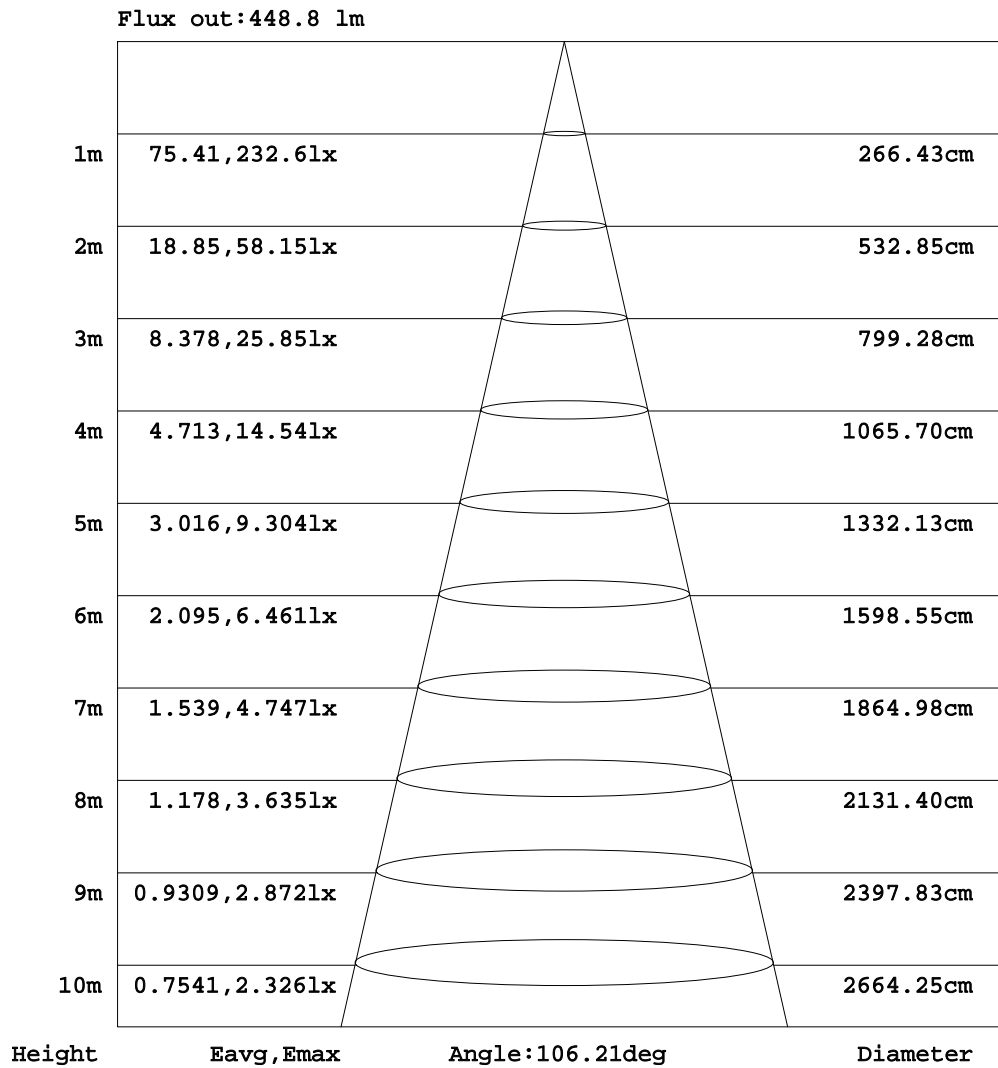 Flux out:448.8 lm
1m 75.41,232.6lx 266.43cm
2m 18.85,58.15lx 532.85cm
3m 8.378,25.85lx 799.28cm
4m 4.713,14.54lx 1065.70cm
5m 3.016,9.304lx 1332.13cm
6m 2.095,6.461lx 1598.55cm
7m 1.539,4.747lx 1864.98cm
8m 1.178,3.635lx 2131.40cm
9m 0.9309,2.872lx 2397.83cm
10m 0.7541,2.326lx 2664.25cm
Height Eavg,Emax Angle:106.21deg Diameter